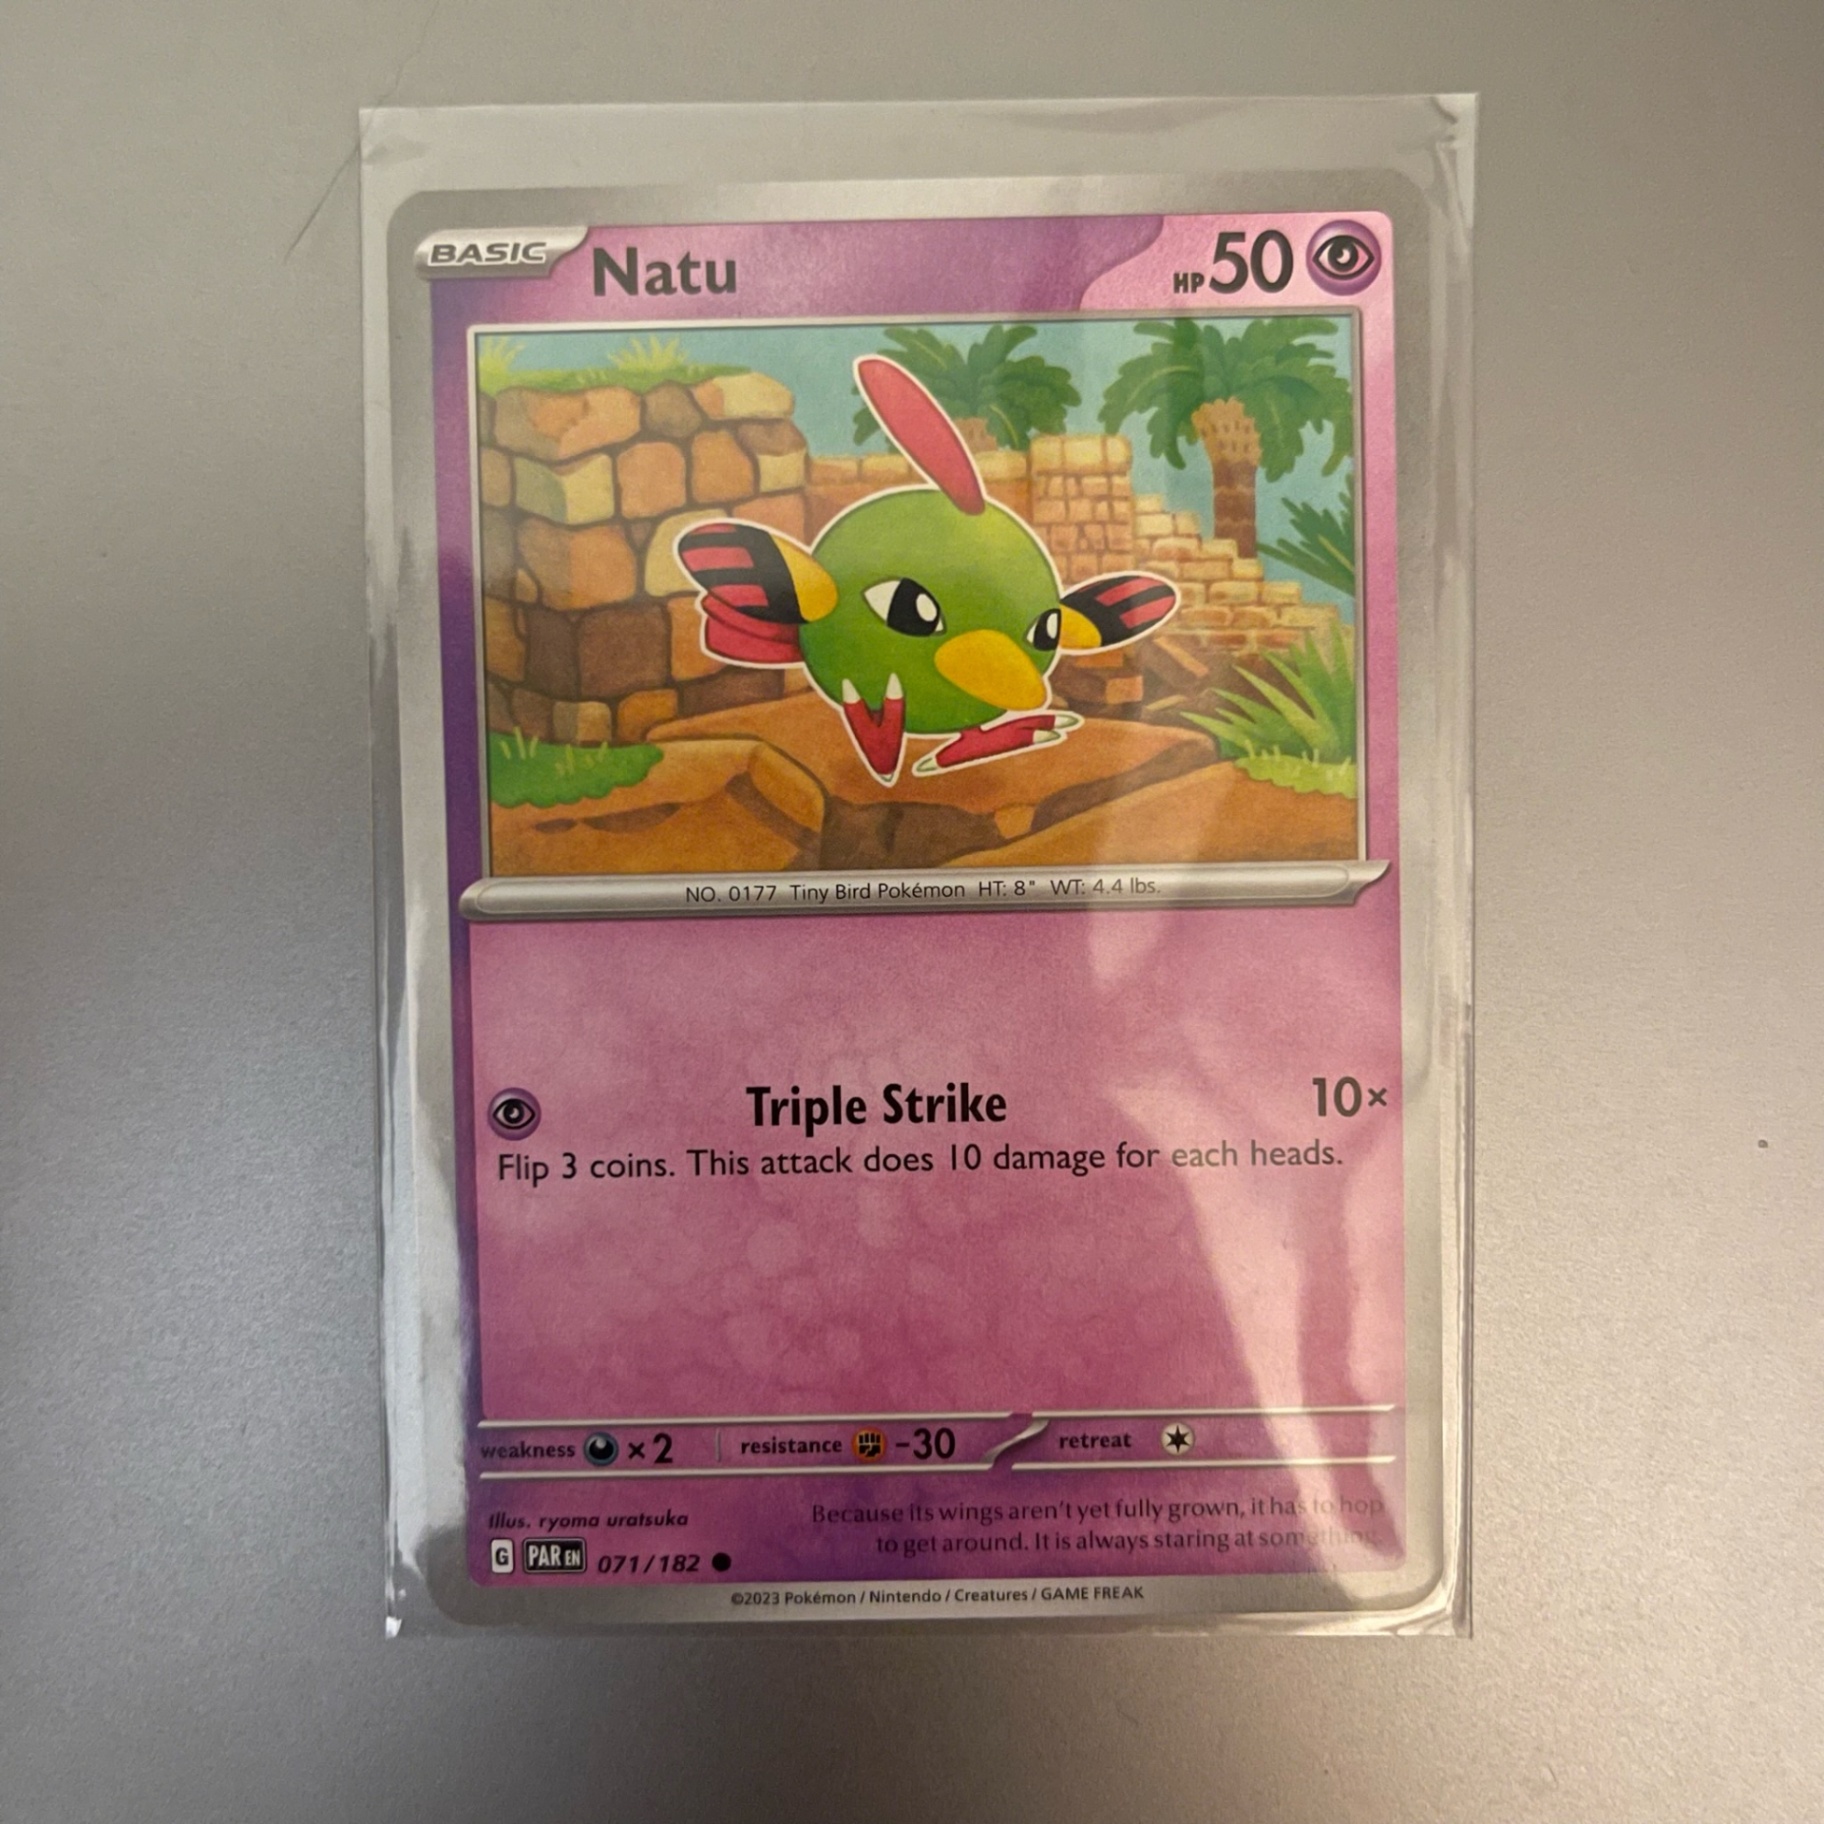 BASIC Natu HP 50
NO. 0177 Tiny Bird Pokémon HT: 8" WT: 4.4 lbs.
Triple Strike 10×
Flip 3 coins. This attack does 10 damage for each heads.
weakness ×2 resistance -30 retreat
Illus. ryoma uratsuka
Because its wings aren't yet fully grown, it has to hop
to get around. It is always staring at something.
G PAR EN 071/182
©2023 Pokémon / Nintendo / Creatures / GAME FREAK